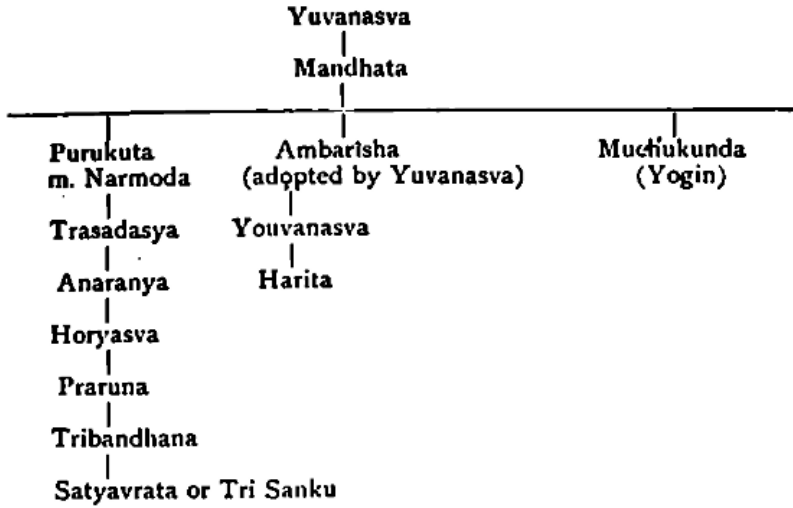 Yuvanasva
Mandhata
Purukuta
m. Narmoda
Ambarisha
(adopted by Yuvanasva)
Muchukunda
(Yogin)
Trasadasya
Youvanasva
Anaranya
Harita
Horyasva
Praruna
Tribandhana
Satyavrata or Tri Sanku